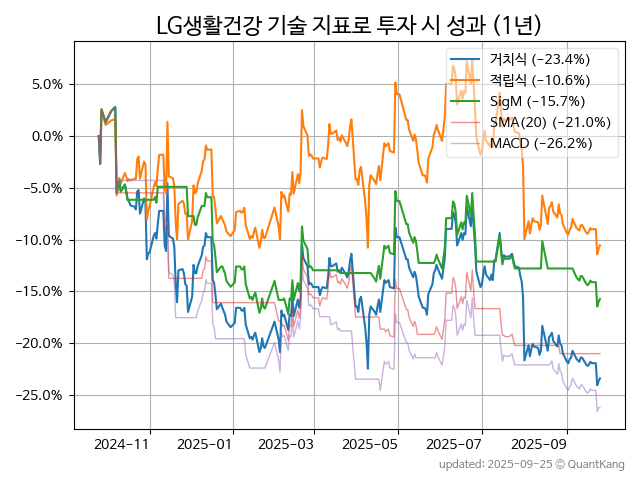 LG생활건강 기술 지표로 투자 시 성과 (1년)
거치식 (−23.4%)
적립식 (−10.6%)
SigM (−15.7%)
SMA(20) (−21.0%)
MACD (−26.2%)
5.0%
0.0%
−5.0%
−10.0%
−15.0%
−20.0%
−25.0%
2024−11
2025−01
2025−03
2025−05
2025−07
2025−09
updated: 2025−09−25 © QuantKang